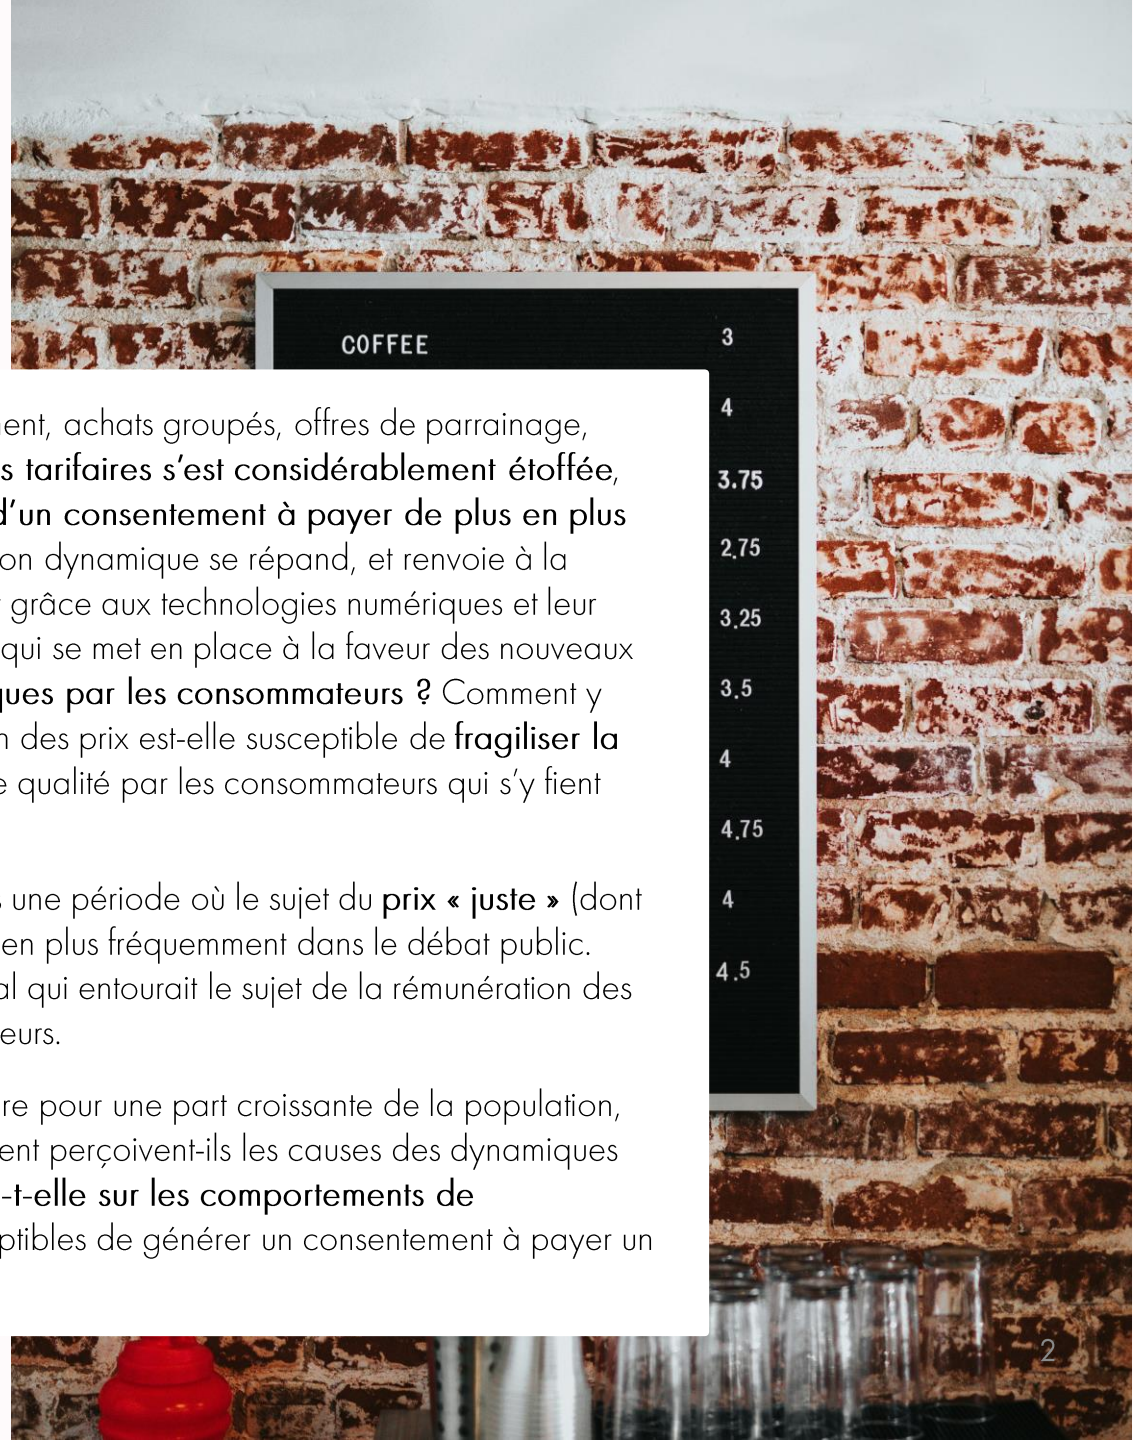 COFFEE 3
4
3.75
2.75
3.25
3.5
4
4.75
4
4.5
ent, achats groupés, offres de parrainage,
s tarifaires s’est considérablement étoffée,
d’un consentement à payer de plus en plus
on dynamique se répand, et renvoie à la
grâce aux technologies numériques et leur
qui se met en place à la faveur des nouveaux
ques par les consommateurs ? Comment y
n des prix est-elle susceptible de fragiliser la
e qualité par les consommateurs qui s’y fient
s une période où le sujet du prix « juste » (dont
en plus fréquemment dans le débat public.
al qui entourait le sujet de la rémunération des
eurs.
re pour une part croissante de la population,
ent perçoivent-ils les causes des dynamiques
-t-elle sur les comportements de
ptibles de générer un consentement à payer un
2